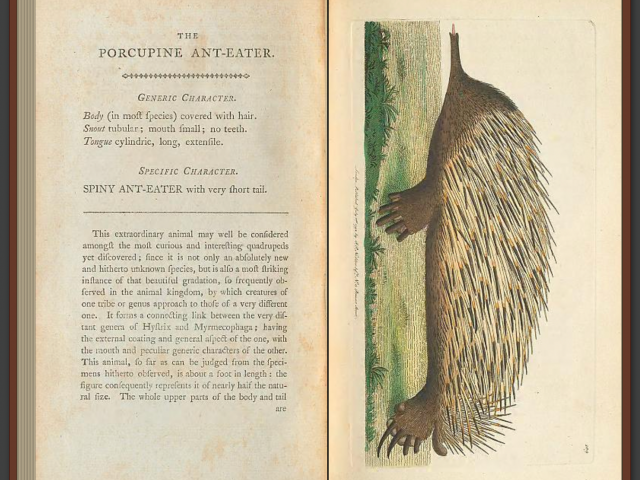 THE
PORCUPINE ANT-EATER.
GENERIC CHARACTER.
Body (in moſt ſpecies) covered with hair.
Snout tubular; mouth ſmall; no teeth.
Tongue cylindric, long, extenſile.
SPECIFIC CHARACTER.
SPINY ANT-EATER with very ſhort tail.
This extraordinary animal may well be conſidered
amongſt the moſt curious and intereſting quadrupeds
yet diſcovered; ſince it is not only an abſolutely new
and hitherto unknown ſpecies, but is alſo a moſt ſtriking
inſtance of that beautiful gradation, ſo frequently ob-
ſerved in the animal kingdom, by which creatures of
one tribe or genus approach to thoſe of a very different
one. It forms a connecting link between the very diſ-
tant genera of Hyſtrix and Myrmecophaga; having
the external coating and general aſpect of the one, with
the mouth and peculiar generic characters of the other.
This animal, ſo far as can be judged from the ſpeci-
mens hitherto obſerved, is about a foot in length: the
figure conſequently repreſents it of nearly half the natu-
ral ſize. The whole upper parts of the body and tail
are